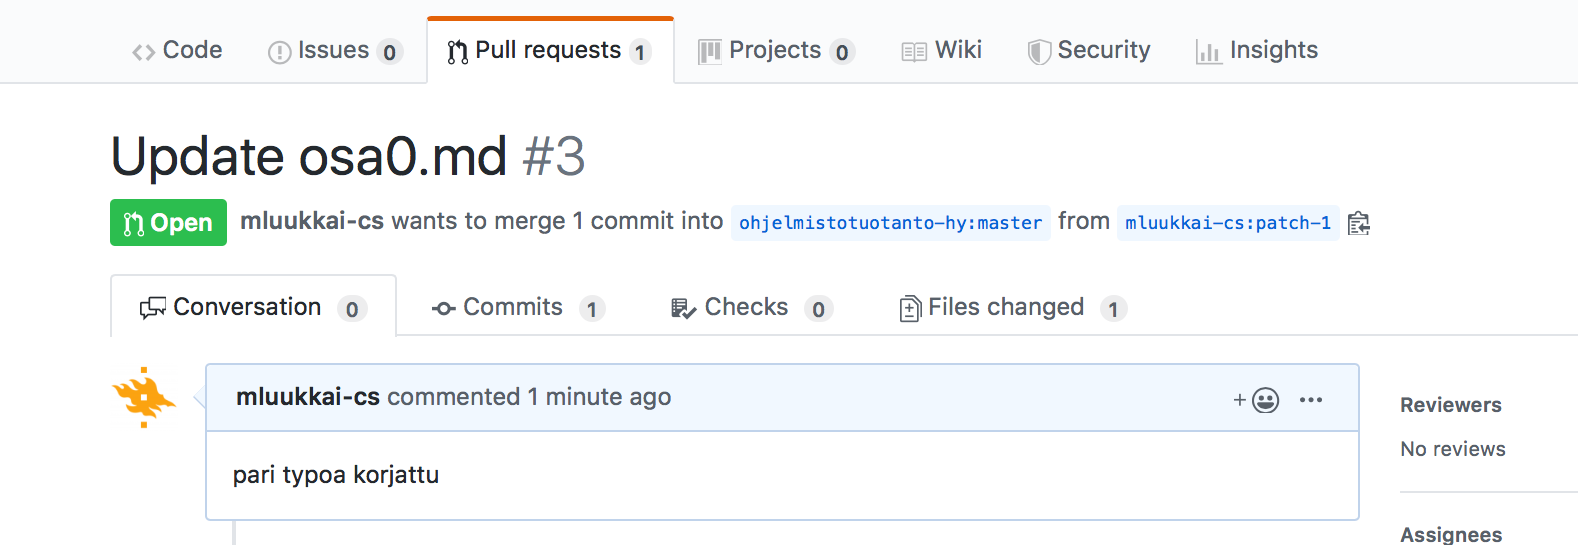 Code Issues 0 Pull requests 1 Projects 0 Wiki Security Insights
Update osa0.md #3
Open mluukkai-cs wants to merge 1 commit into ohjelmistotuotanto-hy:master from mluukkai-cs:patch-1
Conversation 0 Commits 1 Checks 0 Files changed 1
mluukkai-cs commented 1 minute ago
pari typoa korjattu
Reviewers
No reviews
Assignees